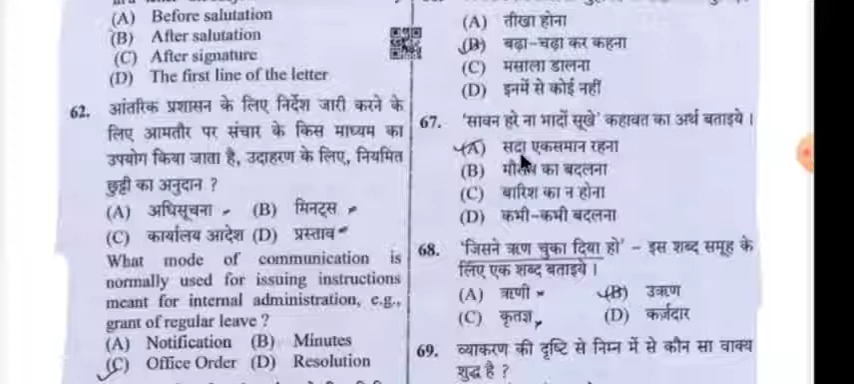 (A) Before salutation
(B) After salutation
(C) After signature
(D) The first line of the letter
62. आंतरिक प्रशासन के लिए निर्देश जारी करने के
लिए आमतौर पर संचार के किस माध्यम का
उपयोग किया जाता है, उदाहरण के लिए, नियमित
छुट्टी का अनुदान ?
(A) अधिसूचना (B) मिनट्स
(C) कार्यालय आदेश (D) प्रस्ताव
What mode of communication is
normally used for issuing instructions
meant for internal administration, e.g.,
grant of regular leave ?
(A) Notification (B) Minutes
(C) Office Order (D) Resolution
(A) तीखा होना
(B) बढ़ा-चढ़ा कर कहना
(C) मसाला डालना
(D) इनमें से कोई नहीं
67. 'सावन हरे ना भादों सूखे' कहावत का अर्थ बताइये ।
(A) सदा एकसमान रहना
(B) मौसम का बदलना
(C) बारिश का न होना
(D) कभी-कभी बदलना
68. 'जिसने ऋण चुका दिया हो' – इस शब्द समूह के
लिए एक शब्द बताइये ।
(A) ऋणी (B) उऋण
(C) कृतज्ञ (D) कर्ज़दार
69. व्याकरण की दृष्टि से निम्न में से कौन सा वाक्य
शुद्ध है ?